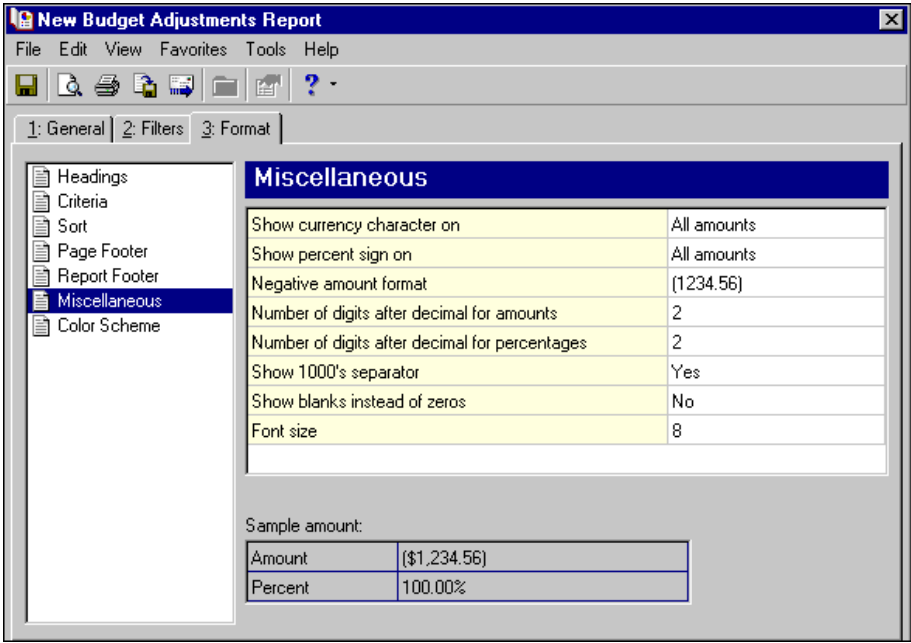 New Budget Adjustments Report
File Edit View Favorites Tools Help
1: General 2: Filters 3: Format
Headings
Criteria
Sort
Page Footer
Report Footer
Miscellaneous
Color Scheme
Miscellaneous
Show currency character on All amounts
Show percent sign on All amounts
Negative amount format (1234.56)
Number of digits after decimal for amounts 2
Number of digits after decimal for percentages 2
Show 1000's separator Yes
Show blanks instead of zeros No
Font size 8
Sample amount:
Amount ($1,234.56)
Percent 100.00%